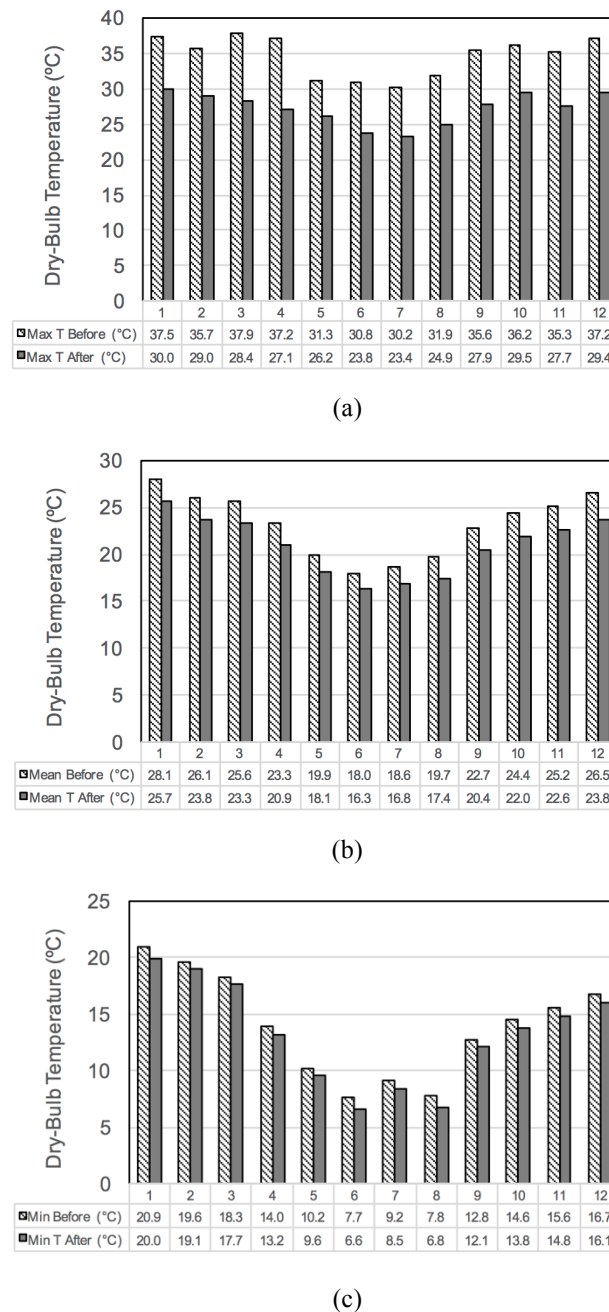 40
35
30
25
20
15
10
5
0
Dry-Bulb Temperature (ºC)
1 2 3 4 5 6 7 8 9 10 11 12
Max T Before (°C) 37.5 35.7 37.9 37.2 31.3 30.8 30.2 31.9 35.6 36.2 35.3 37.2
Max T After (°C) 30.0 29.0 28.4 27.1 26.2 23.8 23.4 24.9 27.9 29.5 27.7 29.4
(a)
30
25
20
15
10
5
0
Dry-Bulb Temperature (ºC)
1 2 3 4 5 6 7 8 9 10 11 12
Mean Before (°C) 28.1 26.1 25.6 23.3 19.9 18.0 18.6 19.7 22.7 24.4 25.2 26.5
Mean T After (°C) 25.7 23.8 23.3 20.9 18.1 16.3 16.8 17.4 20.4 22.0 22.6 23.8
(b)
25
20
15
10
5
0
Dry-Bulb Temperature (ºC)
1 2 3 4 5 6 7 8 9 10 11 12
Min Before (°C) 20.9 19.6 18.3 14.0 10.2 7.7 9.2 7.8 12.8 14.6 15.6 16.7
Min T After (°C) 20.0 19.1 17.7 13.2 9.6 6.6 8.5 6.8 12.1 13.8 14.8 16.1
(c)